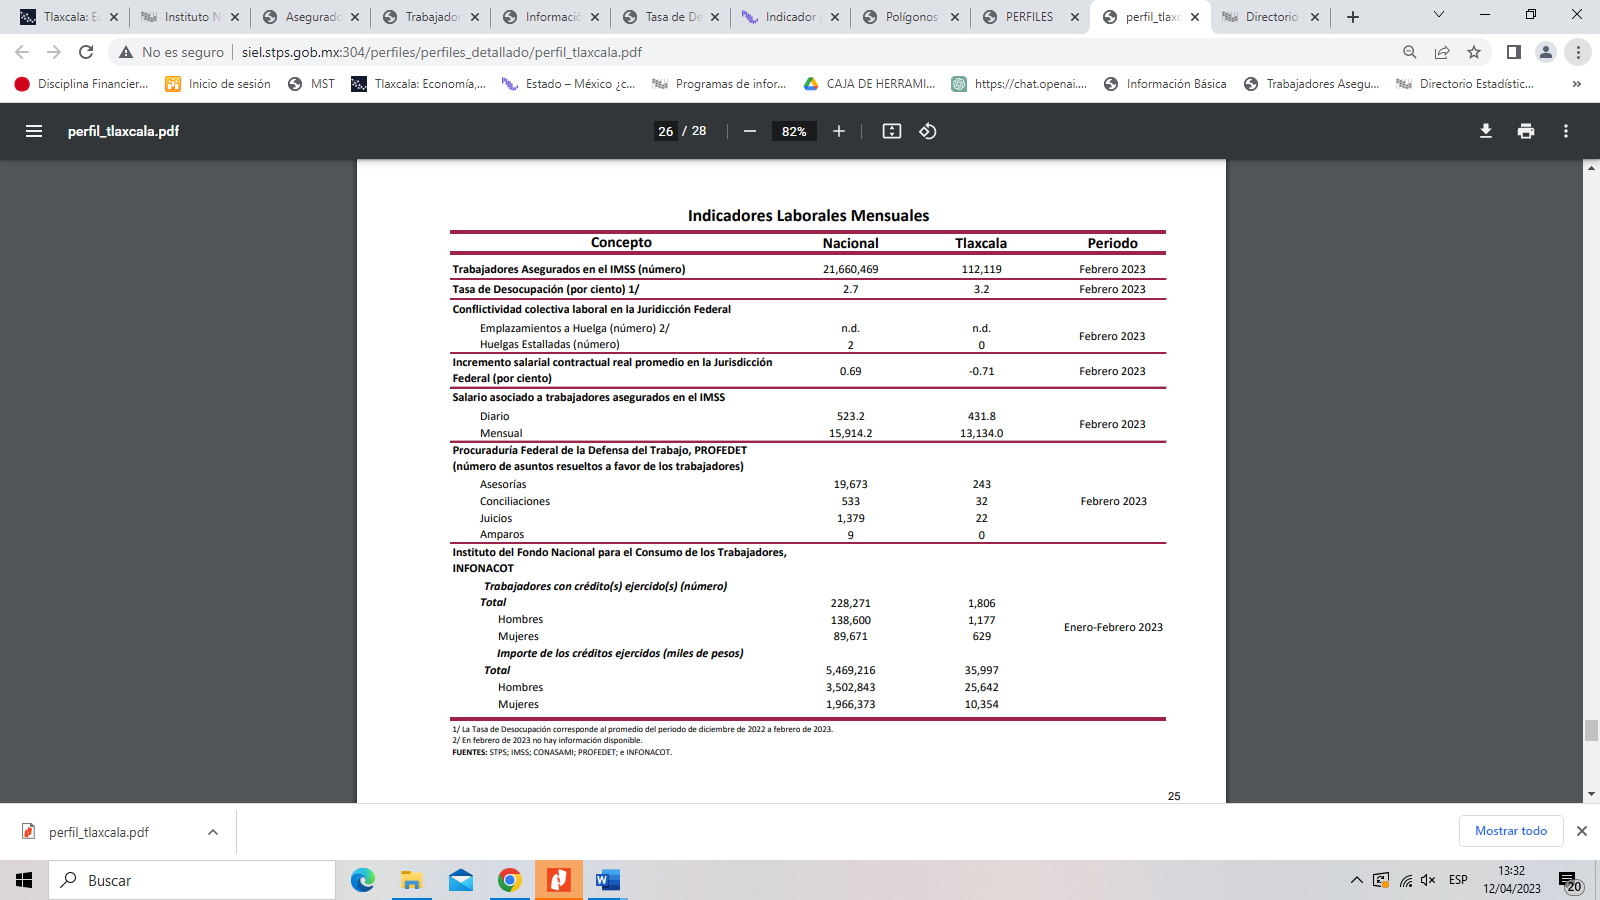 Tlaxcala: E
Instituto N
Asegurado
Trabajador
Informació
Tasa de De
Indicador
Polígonos
PERFILES
perfil_tlaxc
Directorio
No es seguro
siel.stps.gob.mx:304/perfiles/perfiles_detallado/perfil_tlaxcala.pdf
Disciplina Financier...
Inicio de sesión
MST
Tlaxcala: Economía,...
Estado – México ¿c...
Programas de infor...
CAJA DE HERRAMI...
https://chat.openai....
Información Básica
Trabajadores Asegu...
Directorio Estadístic...
»
perfil_tlaxcala.pdf
26 / 28
82%
Indicadores Laborales Mensuales
Concepto Nacional Tlaxcala Periodo
Trabajadores Asegurados en el IMSS (número) 21,660,469 112,119 Febrero 2023
Tasa de Desocupación (por ciento) 1/ 2.7 3.2 Febrero 2023
Conflictividad colectiva laboral en la Juridicción Federal
Emplazamientos a Huelga (número) 2/ n.d. n.d.
Febrero 2023
Huelgas Estalladas (número) 2 0
Incremento salarial contractual real promedio en la Jurisdicción
Federal (por ciento) 0.69 -0.71 Febrero 2023
Salario asociado a trabajadores asegurados en el IMSS
Diario 523.2 431.8
Febrero 2023
Mensual 15,914.2 13,134.0
Procuraduría Federal de la Defensa del Trabajo, PROFEDET
(número de asuntos resueltos a favor de los trabajadores)
Asesorías 19,673 243
Conciliaciones 533 32 Febrero 2023
Juicios 1,379 22
Amparos 9 0
Instituto del Fondo Nacional para el Consumo de los Trabajadores,
INFONACOT
Trabajadores con crédito(s) ejercido(s) (número)
Total 228,271 1,806
Hombres 138,600 1,177
Enero-Febrero 2023
Mujeres 89,671 629
Importe de los créditos ejercidos (miles de pesos)
Total 5,469,216 35,997
Hombres 3,502,843 25,642
Mujeres 1,966,373 10,354
1/ La Tasa de Desocupación corresponde al promedio del periodo de diciembre de 2022 a febrero de 2023.
2/ En febrero de 2023 no hay información disponible.
FUENTES: STPS; IMSS; CONASAMI; PROFEDET; e INFONACOT.
25
perfil_tlaxcala.pdf
Mostrar todo
Buscar
ESP
13:32
12/04/2023
20